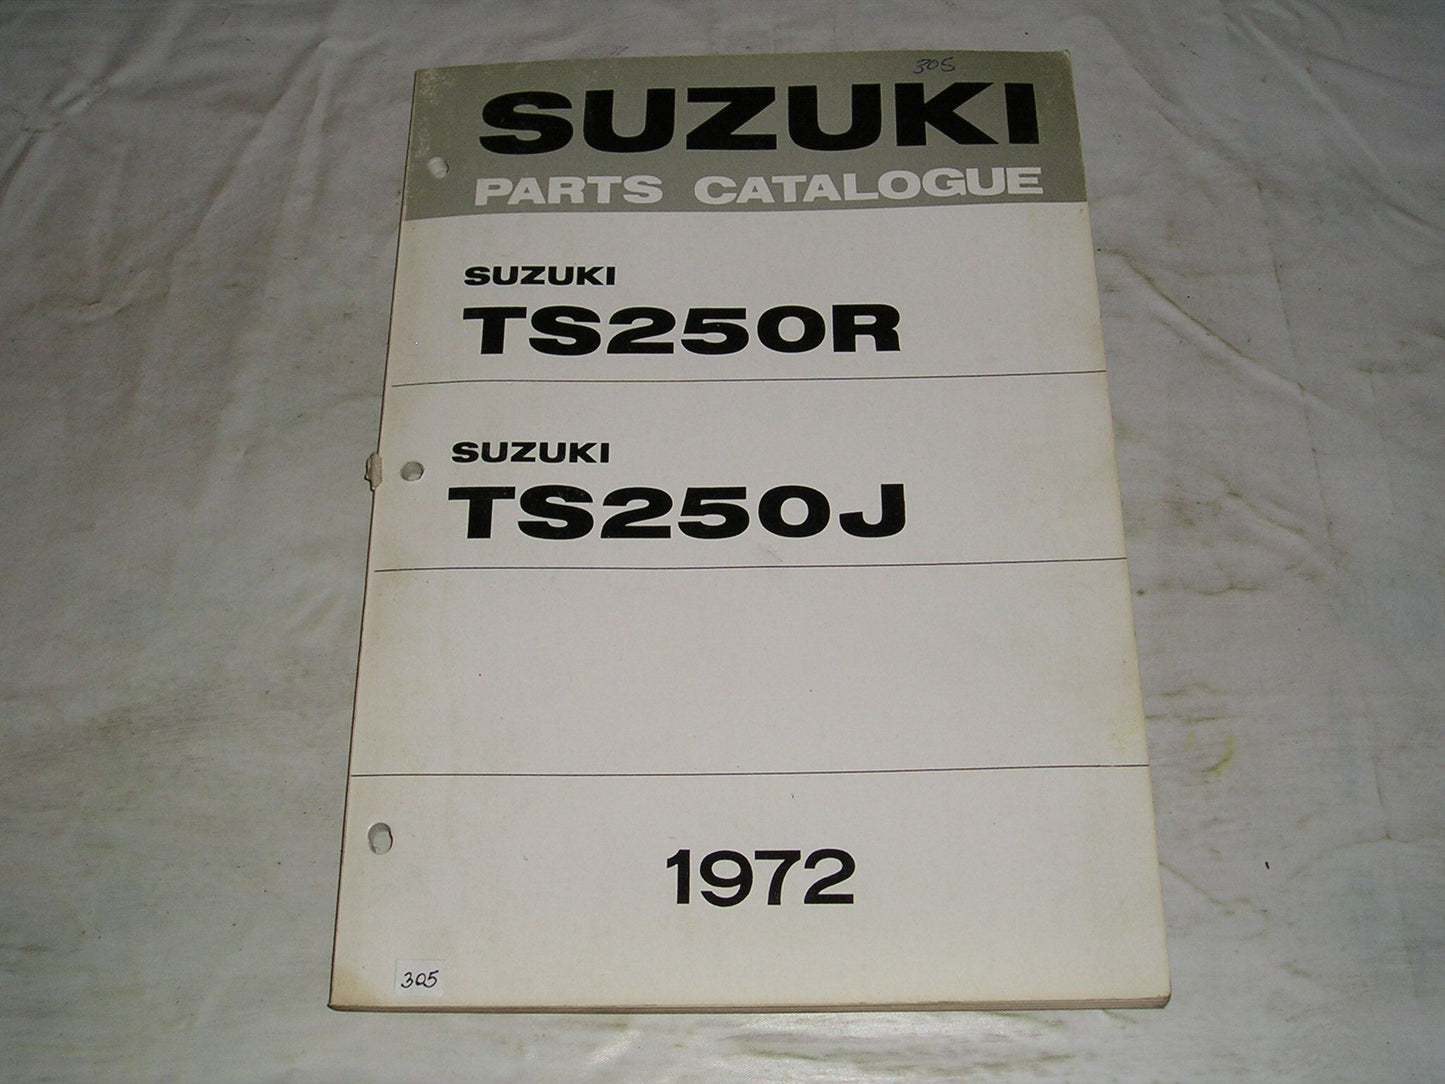 305
SUZUKI
PARTS CATALOGUE
SUZUKI
TS250R
SUZUKI
TS250J
1972
305